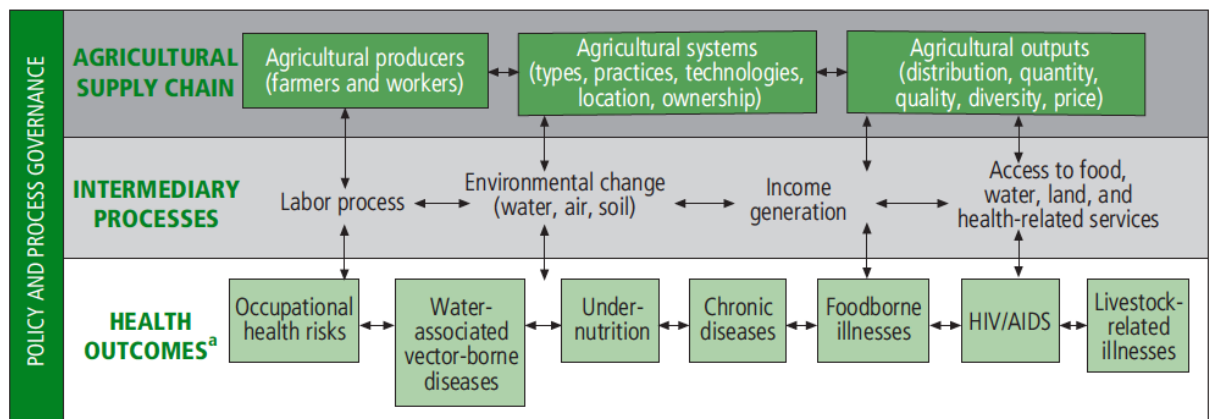 POLICY AND PROCESS GOVERNANCE
AGRICULTURAL
SUPPLY CHAIN
Agricultural producers
(farmers and workers)
Agricultural systems
(types, practices, technologies,
location, ownership)
Agricultural outputs
(distribution, quantity,
quality, diversity, price)
INTERMEDIARY
PROCESSES
Labor process
Environmental change
(water, air, soil)
Income
generation
Access to food,
water, land, and
health-related services
HEALTH
OUTCOMESᵃ
Occupational
health risks
Water-
associated
vector-borne
diseases
Under-
nutrition
Chronic
diseases
Foodborne
illnesses
HIV/AIDS
Livestock-
related
illnesses